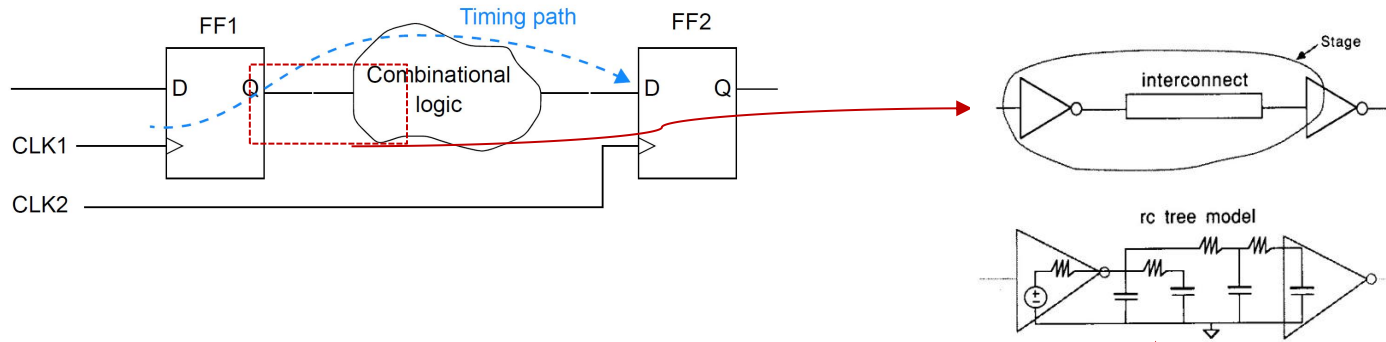 Timing path
FF1
FF2
D
Q
Combinational
logic
D
Q
CLK1
CLK2
Stage
interconnect
rc tree model